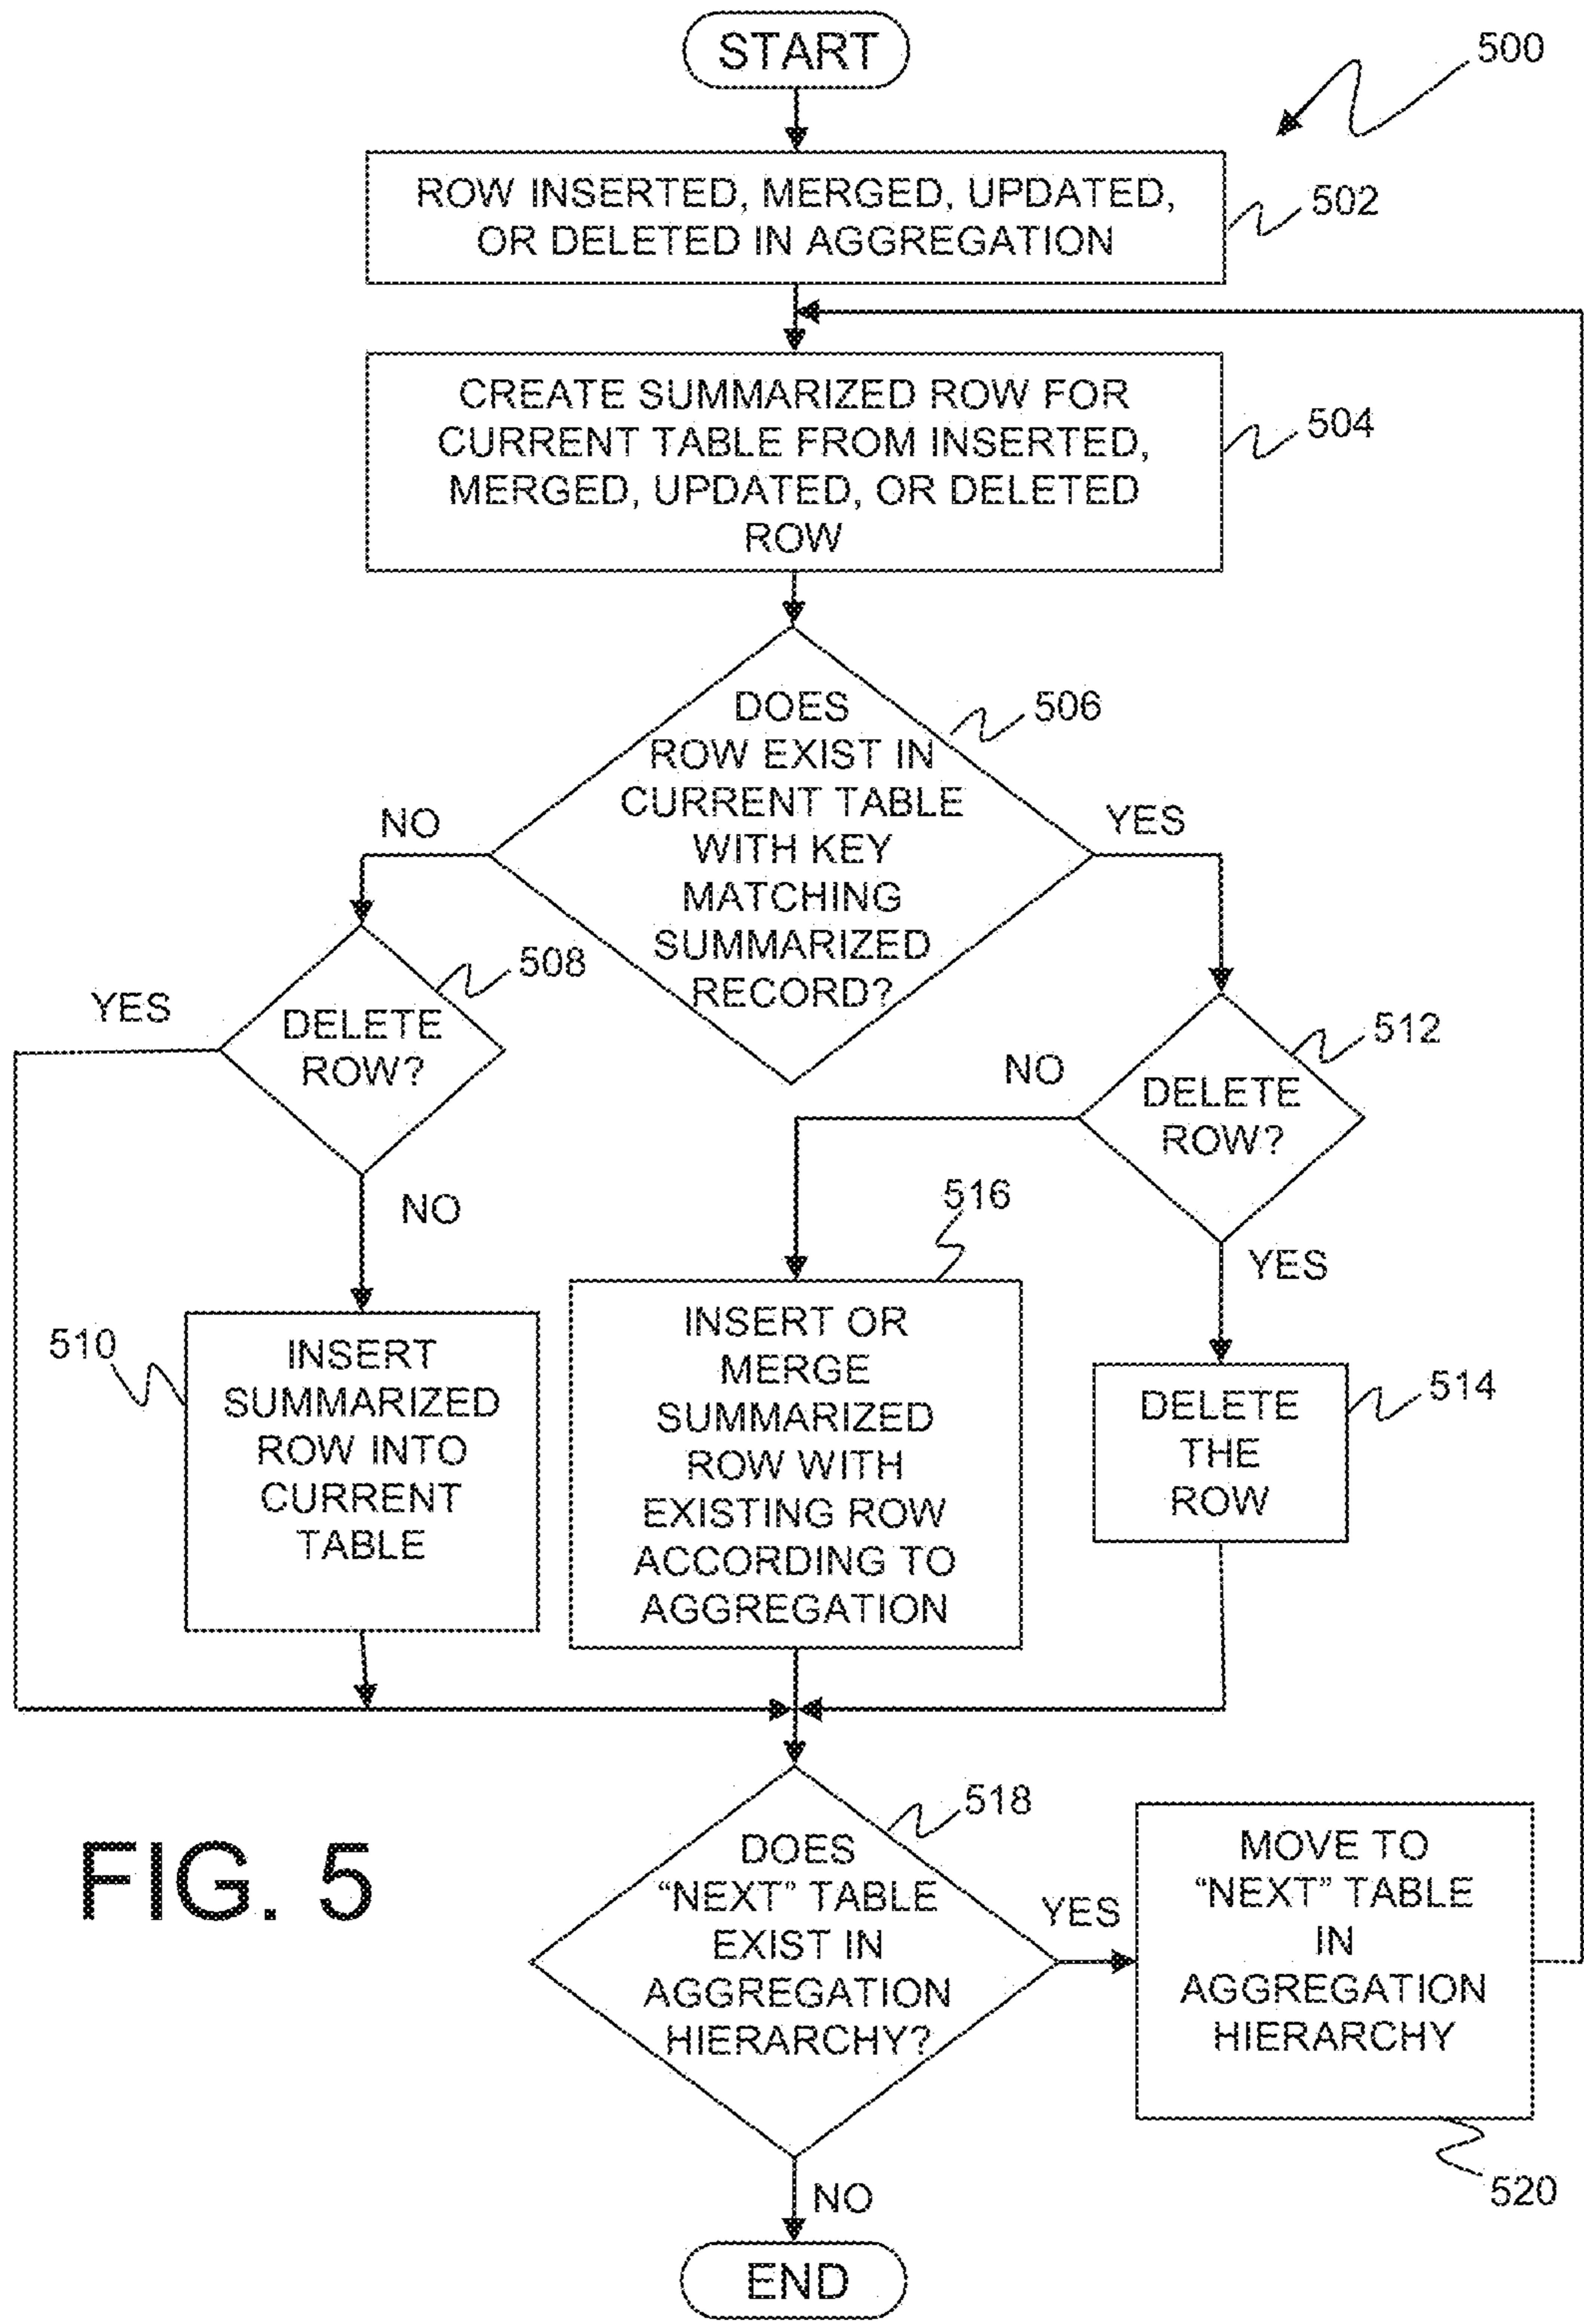 START
500
ROW INSERTED, MERGED, UPDATED,
OR DELETED IN AGGREGATION
502
CREATE SUMMARIZED ROW FOR
CURRENT TABLE FROM INSERTED,
MERGED, UPDATED, OR DELETED
ROW
504
DOES
ROW EXIST IN
CURRENT TABLE
WITH KEY
MATCHING
SUMMARIZED
RECORD?
506
NO
YES
DELETE
ROW?
508
YES
NO
DELETE
ROW?
512
NO
YES
INSERT
SUMMARIZED
ROW INTO
CURRENT
TABLE
510
INSERT OR
MERGE
SUMMARIZED
ROW WITH
EXISTING ROW
ACCORDING TO
AGGREGATION
516
DELETE
THE
ROW
514
DOES
“NEXT” TABLE
EXIST IN
AGGREGATION
HIERARCHY?
518
YES
MOVE TO
“NEXT” TABLE
IN
AGGREGATION
HIERARCHY
520
NO
END
FIG. 5